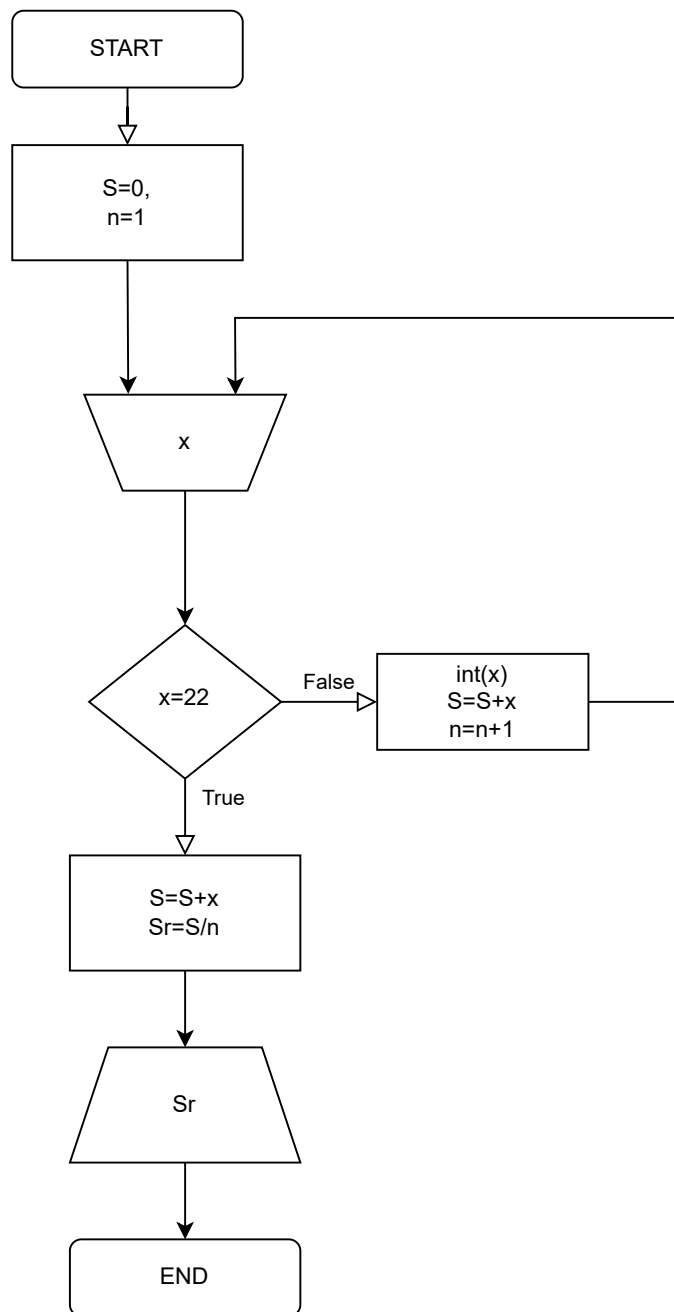 START
S=0,
n=1
x
x=22
False
int(x)
S=S+x
n=n+1
True
S=S+x
Sr=S/n
Sr
END